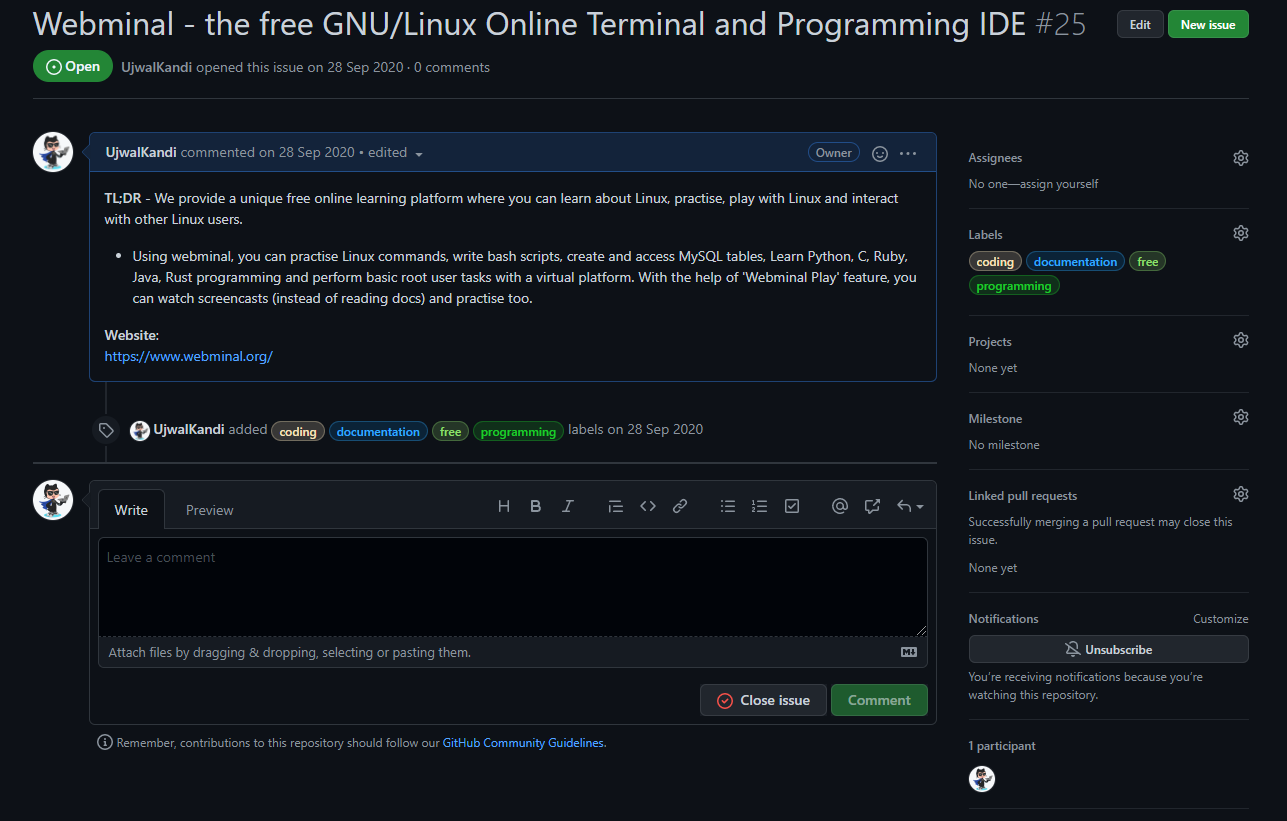 Webminal - the free GNU/Linux Online Terminal and Programming IDE #25
Edit
New issue
Open
UjwalKandi opened this issue on 28 Sep 2020 · 0 comments
UjwalKandi commented on 28 Sep 2020 • edited
Owner
TL;DR - We provide a unique free online learning platform where you can learn about Linux, practise, play with Linux and interact
with other Linux users.
• Using webminal, you can practise Linux commands, write bash scripts, create and access MySQL tables, Learn Python, C, Ruby,
Java, Rust programming and perform basic root user tasks with a virtual platform. With the help of 'Webminal Play' feature, you
can watch screencasts (instead of reading docs) and practise too.
Website:
https://www.webminal.org/
UjwalKandi added coding documentation free programming labels on 28 Sep 2020
Write
Preview
Leave a comment
Attach files by dragging & dropping, selecting or pasting them.
Close issue
Comment
Remember, contributions to this repository should follow our GitHub Community Guidelines.
Assignees
No one—assign yourself
Labels
coding documentation free
programming
Projects
None yet
Milestone
No milestone
Linked pull requests
Successfully merging a pull request may close this
issue.
None yet
Notifications
Customize
Unsubscribe
You're receiving notifications because you're
watching this repository.
1 participant